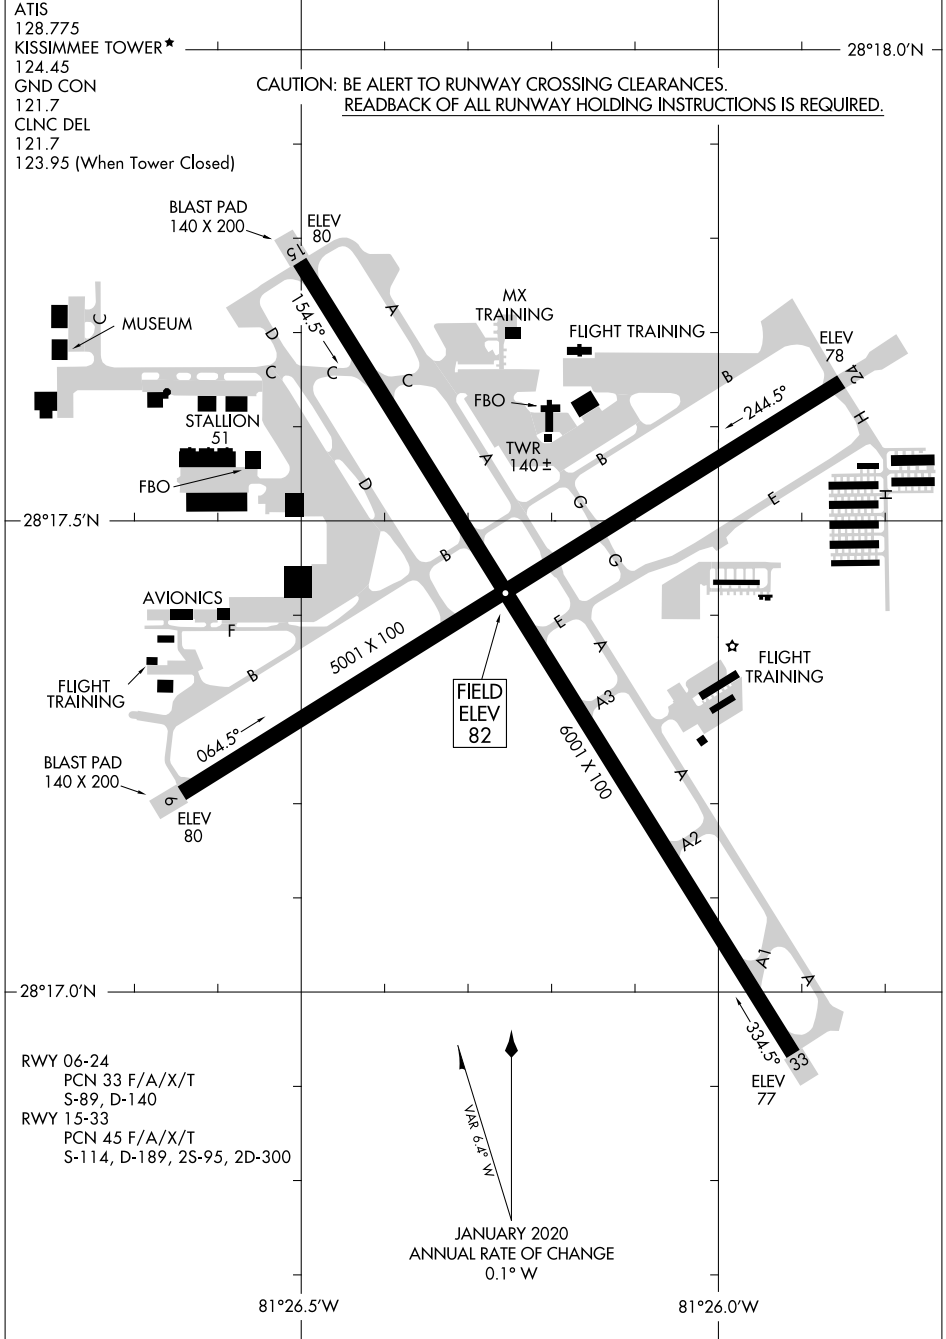 ATIS
128.775
KISSIMMEE TOWER★
124.45
GND CON
121.7
CLNC DEL
121.7
123.95 (When Tower Closed)
28°18.0'N
CAUTION: BE ALERT TO RUNWAY CROSSING CLEARANCES.
READBACK OF ALL RUNWAY HOLDING INSTRUCTIONS IS REQUIRED.
BLAST PAD
140 X 200
ELEV
80
15
154.5°
A
D
C
C
C
C
MUSEUM
MX
TRAINING
FLIGHT TRAINING
ELEV
78
24
B
244.5°
H
FBO
TWR
140 ±
STALLION
51
FBO
A
B
D
G
E
H
28°17.5'N
B
G
AVIONICS
F
E
A
5001 X 100
B
FLIGHT
TRAINING
FLIGHT
TRAINING
FIELD
ELEV
82
A3
064.5°
6001 X 100
BLAST PAD
140 X 200
6
ELEV
80
A
A2
A1
A
28°17.0'N
334.5°
33
ELEV
77
RWY 06-24
PCN 33 F/A/X/T
S-89, D-140
RWY 15-33
PCN 45 F/A/X/T
S-114, D-189, 2S-95, 2D-300
VAR 6.4° W
JANUARY 2020
ANNUAL RATE OF CHANGE
0.1° W
81°26.5'W
81°26.0'W